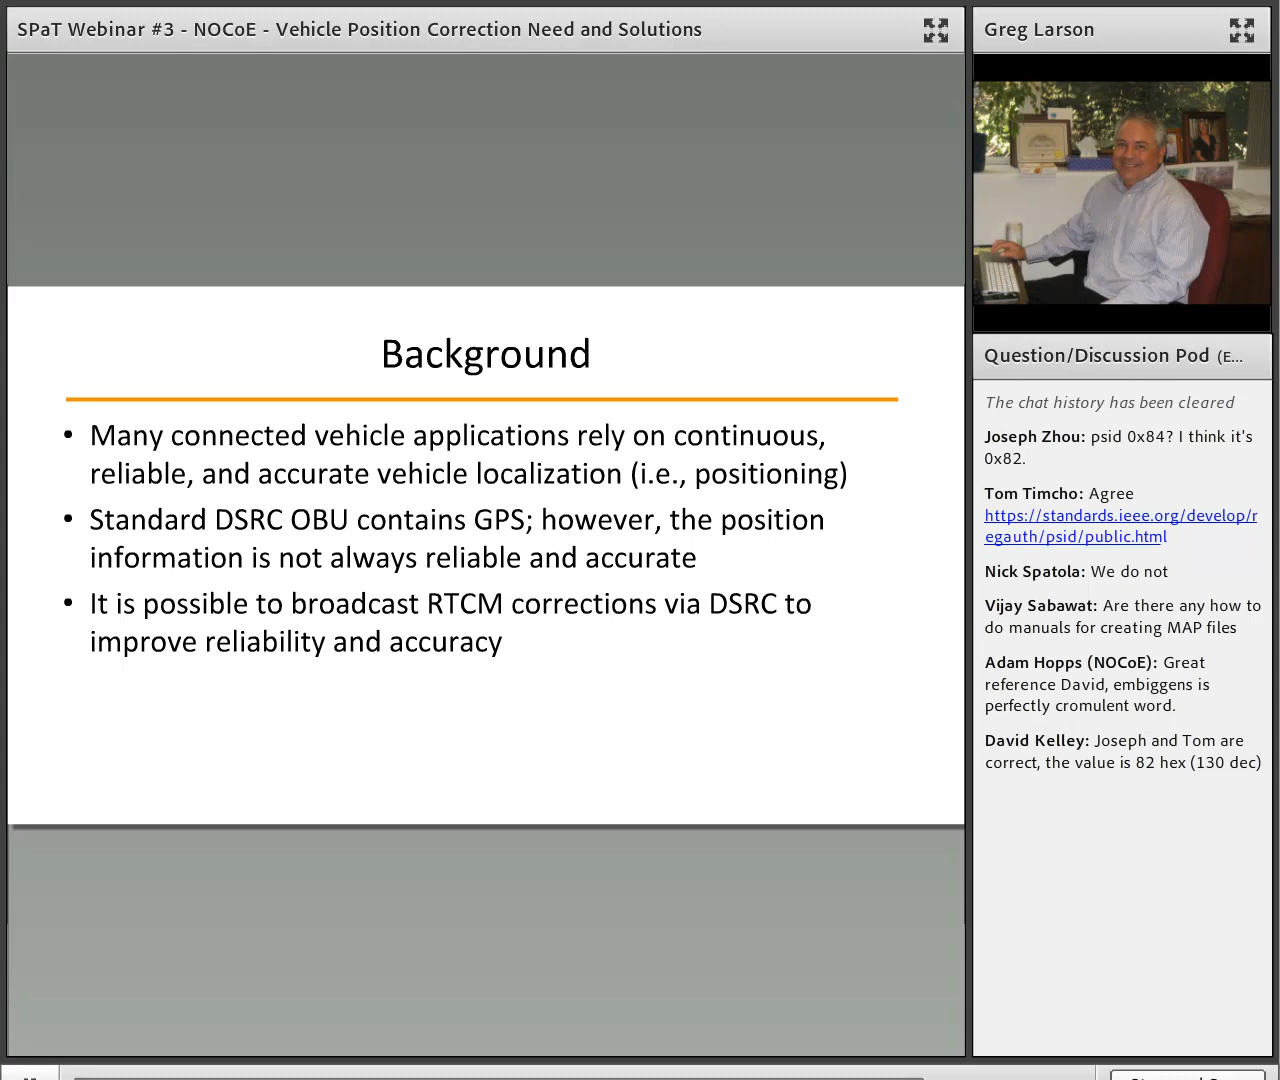 SPaT Webinar #3 - NOCoE - Vehicle Position Correction Need and Solutions
Background
• Many connected vehicle applications rely on continuous,
reliable, and accurate vehicle localization (i.e., positioning)
• Standard DSRC OBU contains GPS; however, the position
information is not always reliable and accurate
• It is possible to broadcast RTCM corrections via DSRC to
improve reliability and accuracy
Greg Larson
Question/Discussion Pod (E...
The chat history has been cleared
Joseph Zhou: psid 0x84? I think it's
0x82.
Tom Timcho: Agree
https://standards.ieee.org/develop/r
egauth/psid/public.html
Nick Spatola: We do not
Vijay Sabawat: Are there any how to
do manuals for creating MAP files
Adam Hopps (NOCoE): Great
reference David, embiggens is
perfectly cromulent word.
David Kelley: Joseph and Tom are
correct, the value is 82 hex (130 dec)